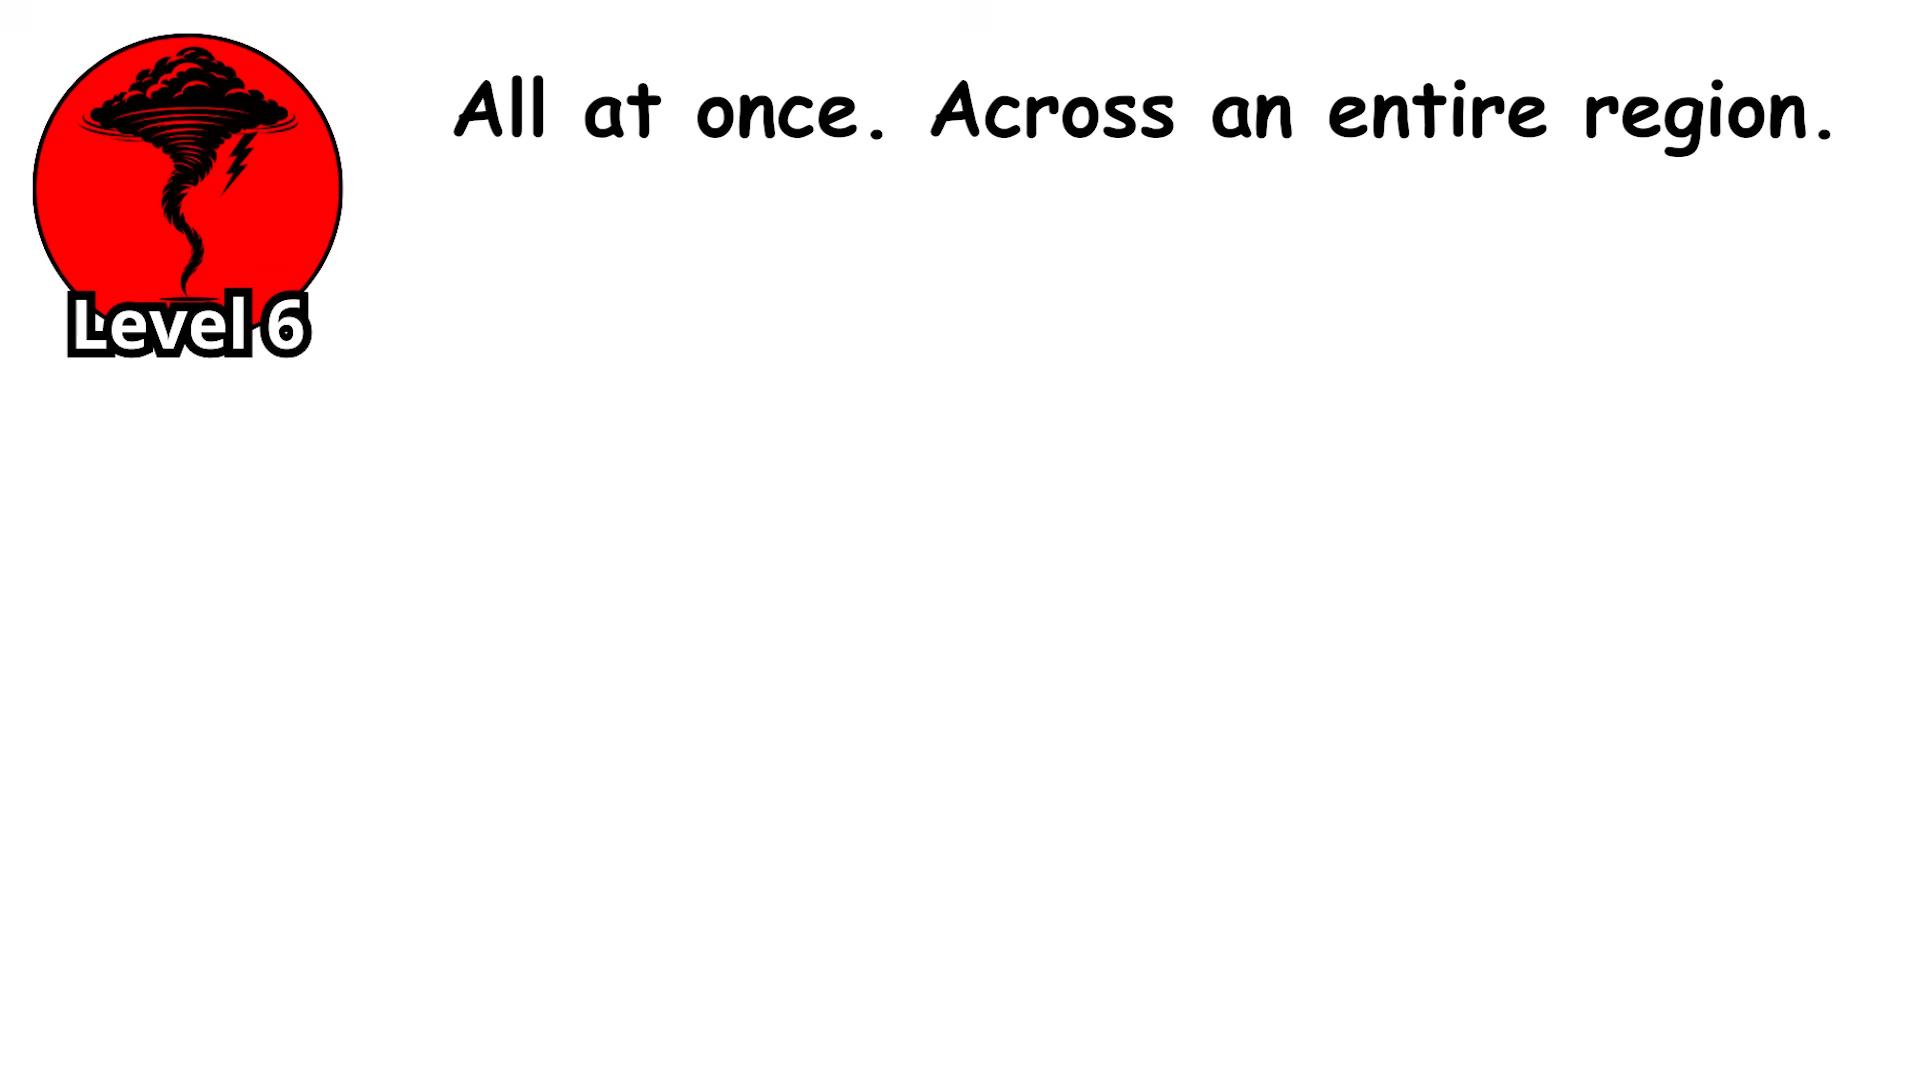 All at once. Across an entire region.
Level 6